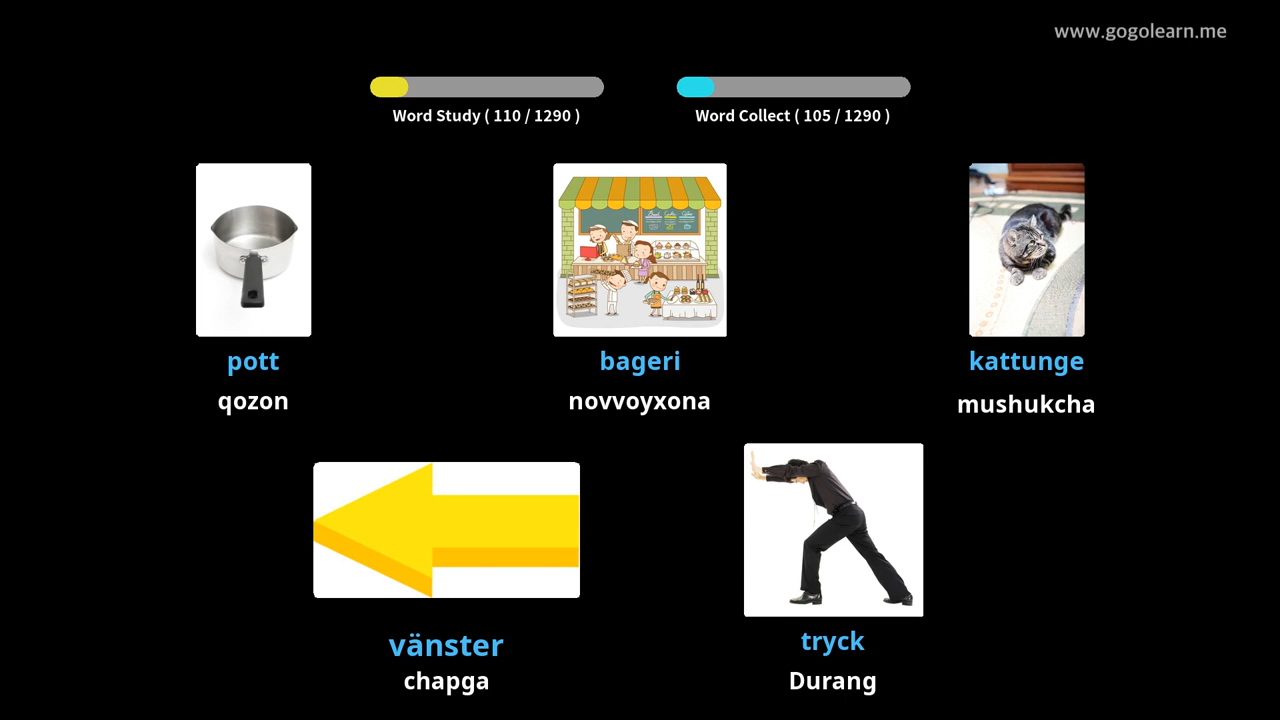 www.gogolearn.me
Word Study ( 110 / 1290 )
Word Collect ( 105 / 1290 )
pott
qozon
bageri
novvoyxona
kattunge
mushukcha
vänster
chapga
tryck
Durang